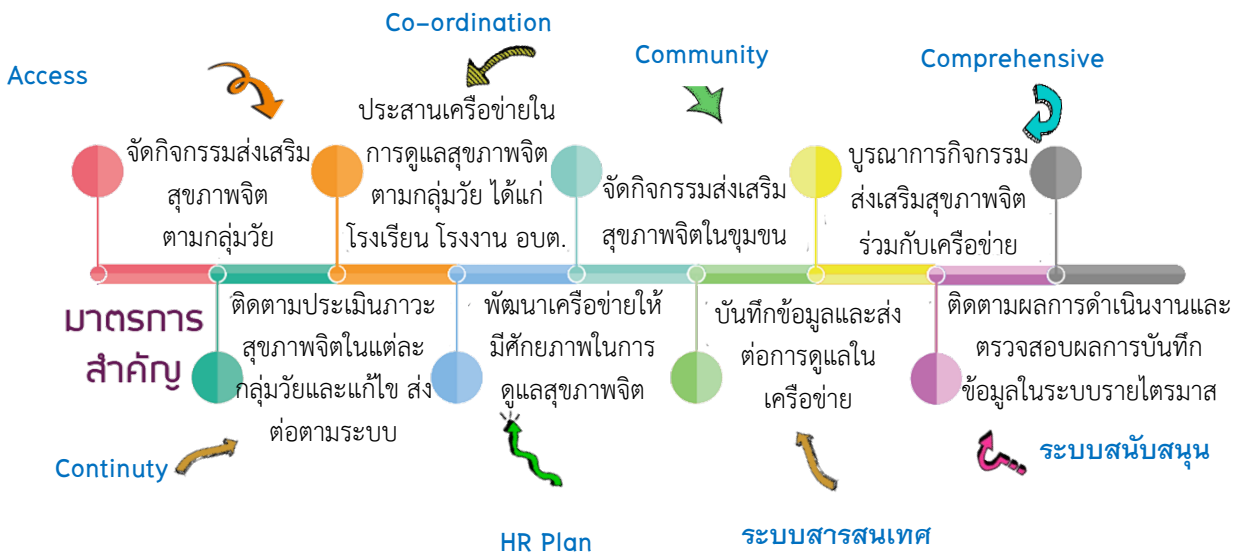 Access
จัดกิจกรรมส่งเสริม
สุขภาพจิต
ตามกลุ่มวัย
Co-ordination
ประสานเครือข่ายใน
การดูแลสุขภาพจิต
ตามกลุ่มวัย ได้แก่
โรงเรียน โรงงาน อบต.
Community
จัดกิจกรรมส่งเสริม
สุขภาพจิตในขุมขน
Comprehensive
บูรณาการกิจกรรม
ส่งเสริมสุขภาพจิต
ร่วมกับเครือข่าย
มาตรการ
สำคัญ
ติดตามประเมินภาวะ
สุขภาพจิตในแต่ละ
กลุ่มวัยและแก้ไข ส่ง
ต่อตามระบบ
Continuty
พัฒนาเครือข่ายให้
มีศักยภาพในการ
ดูแลสุขภาพจิต
HR Plan
บันทึกข้อมูลและส่ง
ต่อการดูแลใน
เครือข่าย
ระบบสารสนเทศ
ติดตามผลการดำเนินงานและ
ตรวจสอบผลการบันทึก
ข้อมูลในระบบรายไตรมาส
ระบบสนับสนุน